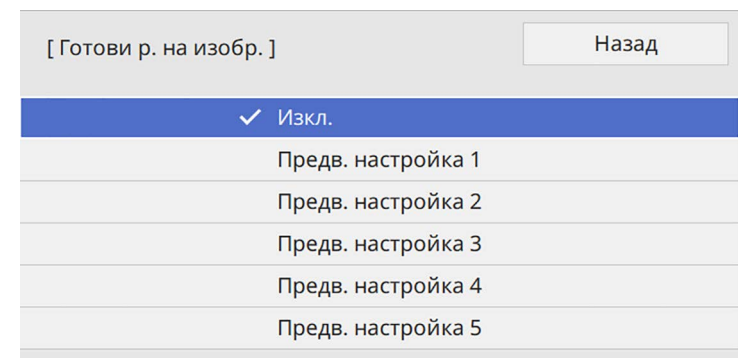 [ Готови р. на изобр. ]
Назад
Изкл.
Предв. настройка 1
Предв. настройка 2
Предв. настройка 3
Предв. настройка 4
Предв. настройка 5